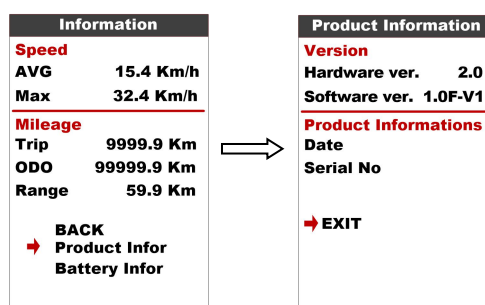 Information
Speed
AVG 15.4 Km/h
Max 32.4 Km/h
Mileage
Trip 9999.9 Km
ODO 99999.9 Km
Range 59.9 Km
BACK
Product Infor
Battery Infor
Product Information
Version
Hardware ver. 2.0
Software ver. 1.0F-V1
Product Informations
Date
Serial No
EXIT